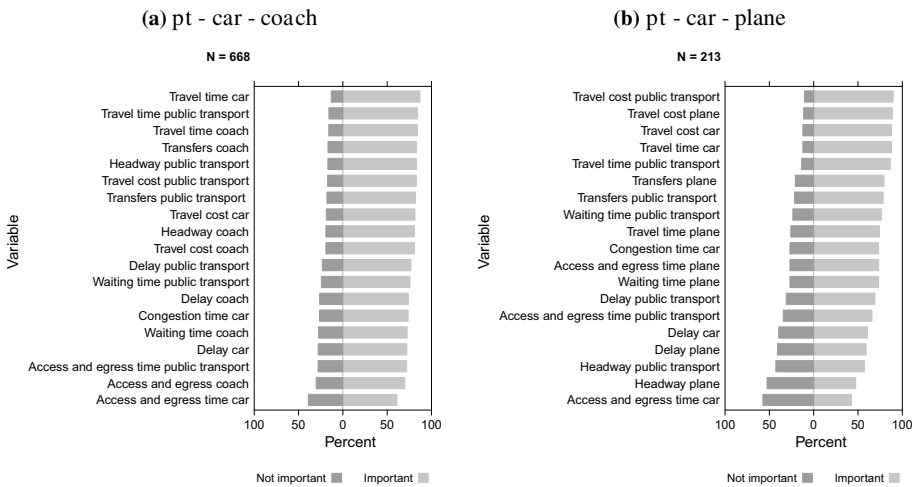 (a) pt - car - coach
N = 668
Variable
Travel time car
Travel time public transport
Travel time coach
Transfers coach
Headway public transport
Travel cost public transport
Transfers public transport
Travel cost car
Headway coach
Travel cost coach
Delay public transport
Waiting time public transport
Delay coach
Congestion time car
Waiting time coach
Delay car
Access and egress time public transport
Access and egress coach
Access and egress time car
100 50 0 50 100
Percent
Not important Important
(b) pt - car - plane
N = 213
Variable
Travel cost public transport
Travel cost plane
Travel cost car
Travel time car
Travel time public transport
Transfers plane
Transfers public transport
Waiting time public transport
Travel time plane
Congestion time car
Access and egress time plane
Waiting time plane
Delay public transport
Access and egress time public transport
Delay car
Delay plane
Headway public transport
Headway plane
Access and egress time car
100 50 0 50 100
Percent
Not important Important